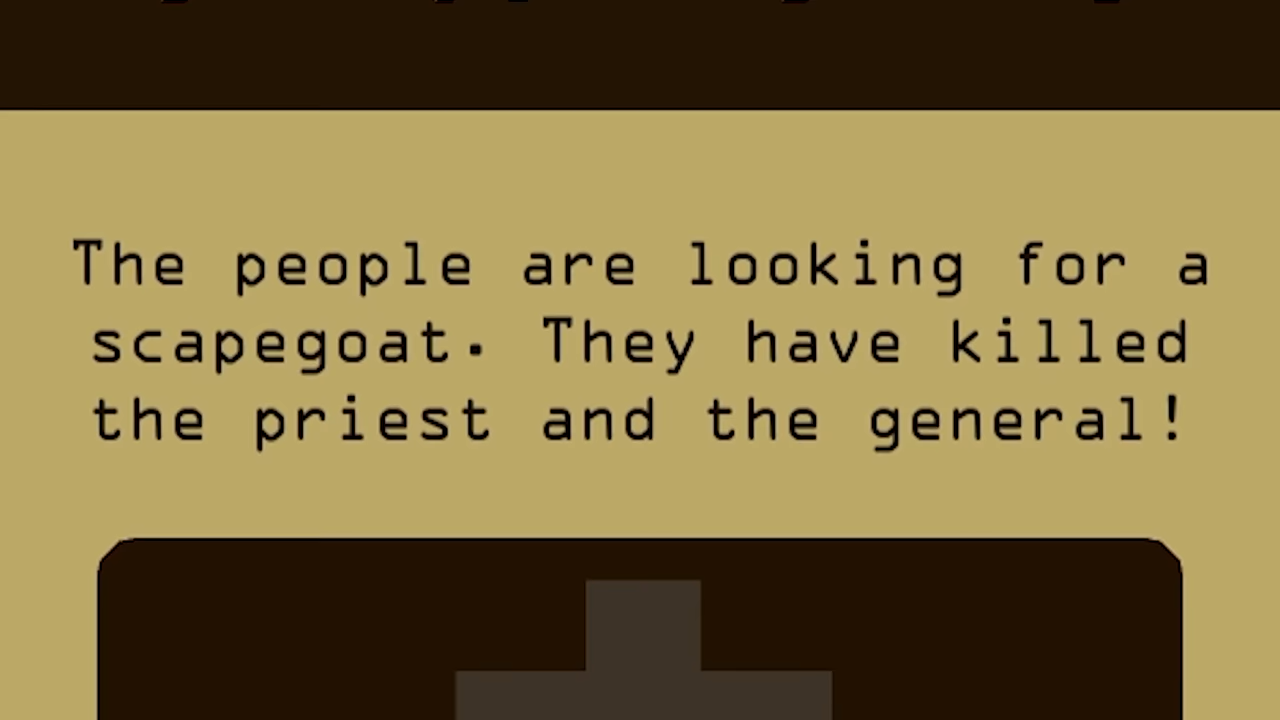 The people are looking for a
scapegoat. They have killed
the priest and the general!